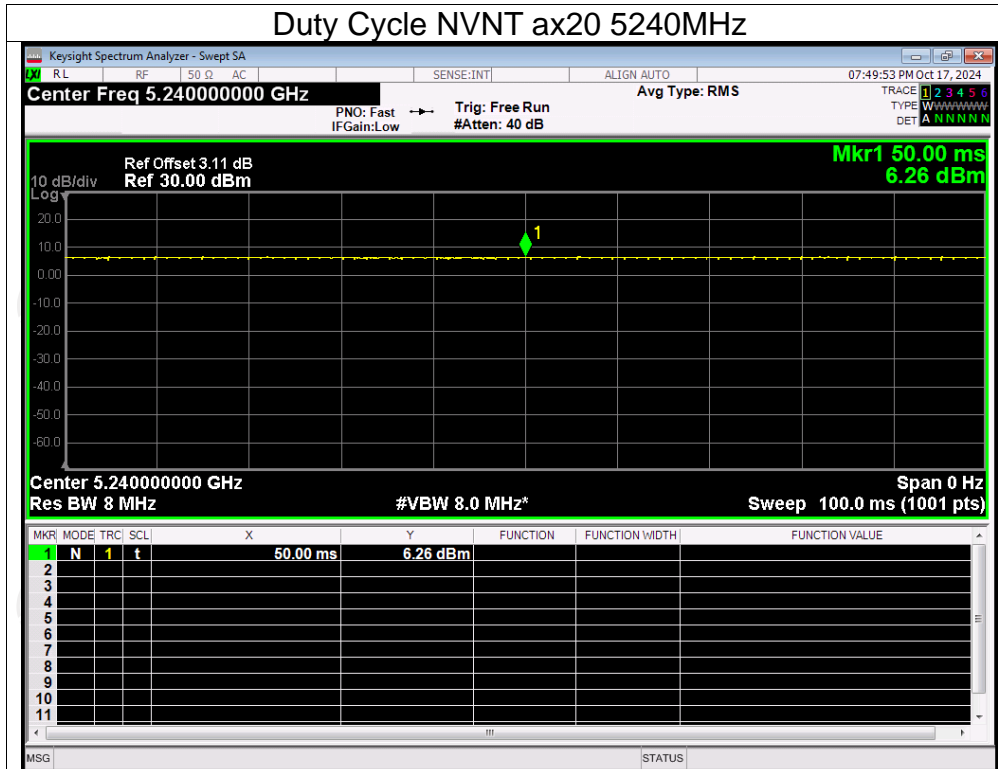 Duty Cycle NVNT ax20 5240MHz
Keysight Spectrum Analyzer - Swept SA
LXI RL RF 50 Ω AC SENSE:INT ALIGN AUTO 07:49:53 PM Oct 17, 2024
Center Freq 5.240000000 GHz Avg Type: RMS TRACE 1 2 3 4 5 6
PNO: Fast Trig: Free Run TYPE WWWWWW
IFGain:Low #Atten: 40 dB DET A N N N N N
Mkr1 50.00 ms
Ref Offset 3.11 dB
10 dB/div Ref 30.00 dBm 6.26 dBm
Log
20.0
1
10.0
0.00
-10.0
-20.0
-30.0
-40.0
-50.0
-60.0
Center 5.240000000 GHz Span 0 Hz
Res BW 8 MHz #VBW 8.0 MHz* Sweep 100.0 ms (1001 pts)
MKR MODE TRC SCL X Y FUNCTION FUNCTION WIDTH FUNCTION VALUE
1 N 1 t 50.00 ms 6.26 dBm
2
3
4
5
6
7
8
9
10
11
MSG STATUS